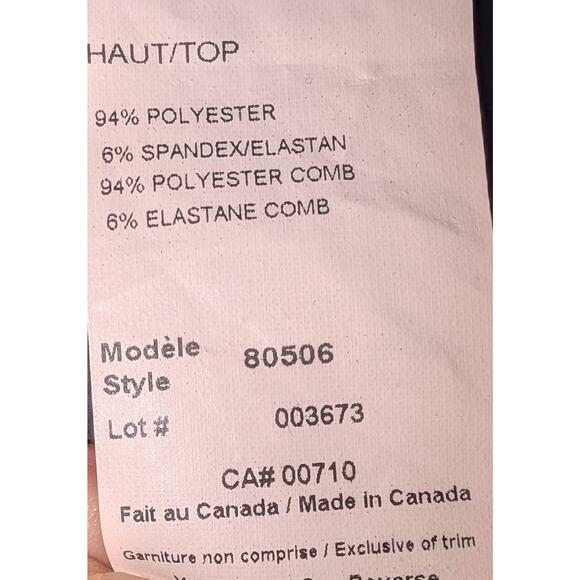 HAUT/TOP
94% POLYESTER
6% SPANDEX/ELASTAN
94% POLYESTER COMB
6% ELASTANE COMB
Modèle
Style 80506
Lot # 003673
CA# 00710
Fait au Canada / Made in Canada
Garniture non comprise / Exclusive of trim
Reverse